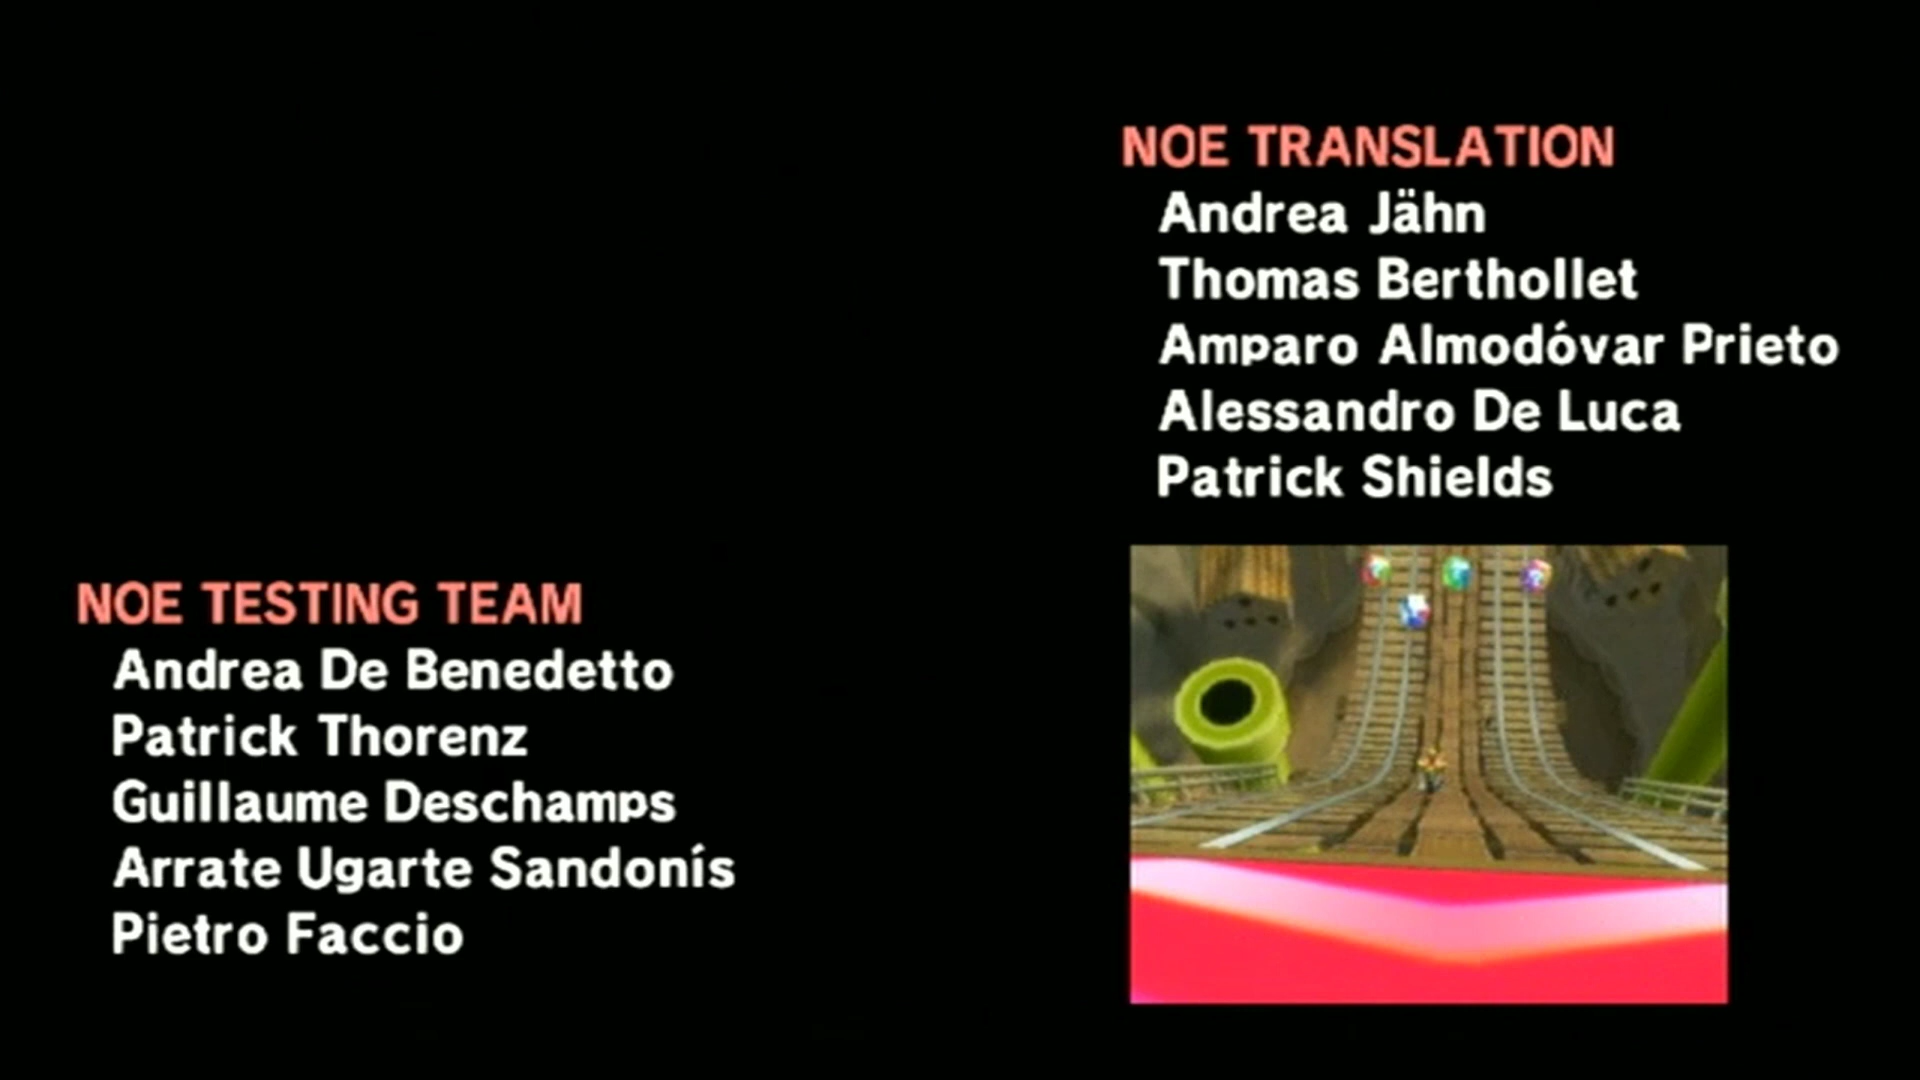 NOE TRANSLATION
Andrea Jähn
Thomas Berthollet
Amparo Almodóvar Prieto
Alessandro De Luca
Patrick Shields
NOE TESTING TEAM
Andrea De Benedetto
Patrick Thorenz
Guillaume Deschamps
Arrate Ugarte Sandonís
Pietro Faccio